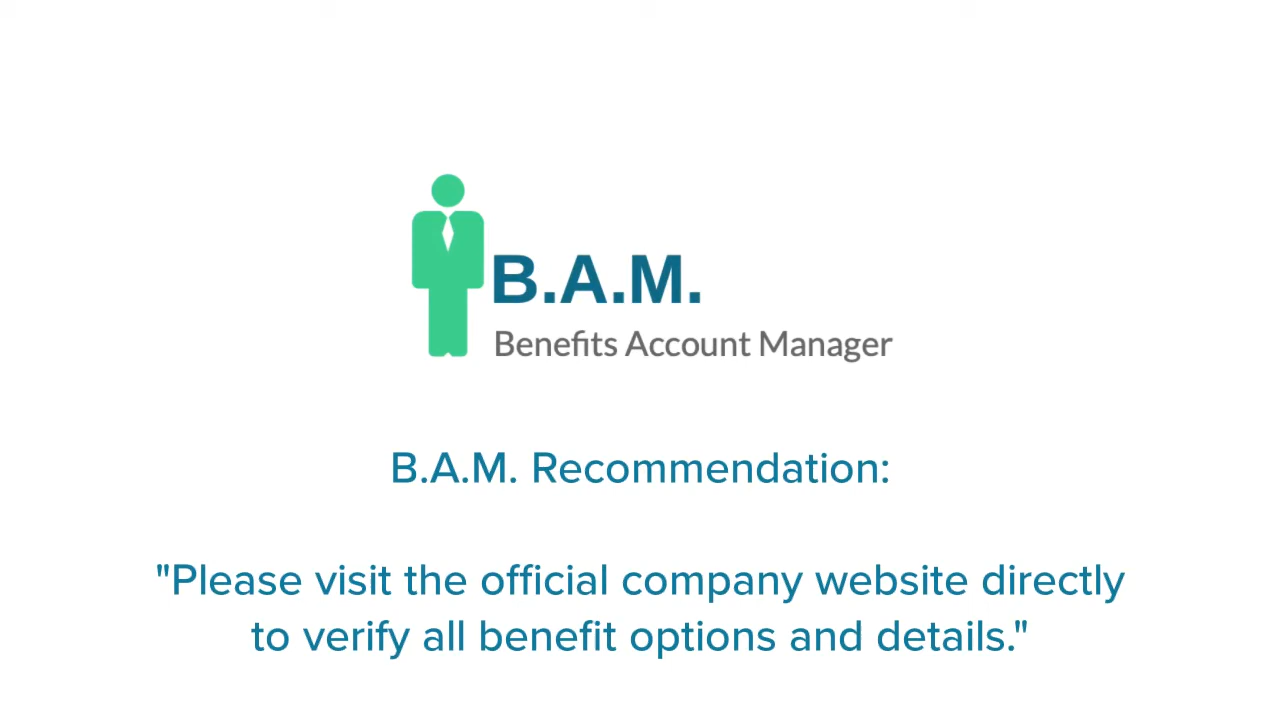 B.A.M.
Benefits Account Manager
B.A.M. Recommendation:
"Please visit the official company website directly
to verify all benefit options and details."